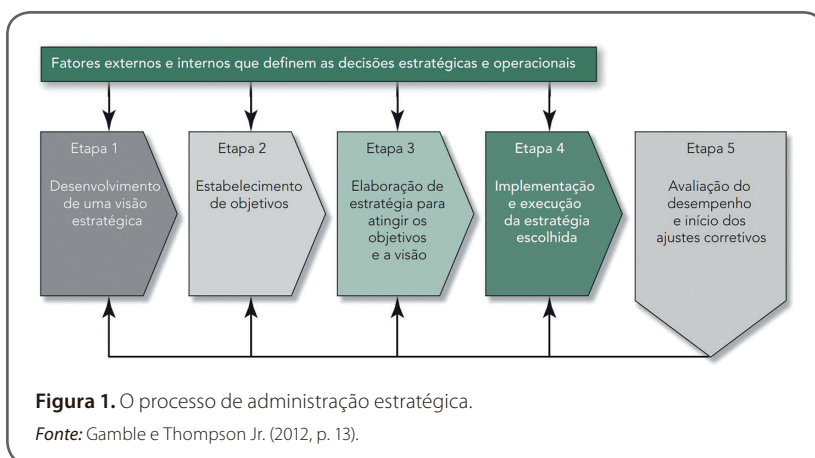 Fatores externos e internos que definem as decisões estratégicas e operacionais
Etapa 1
Desenvolvimento
de uma visão
estratégica
Etapa 2
Estabelecimento
de objetivos
Etapa 3
Elaboração de
estratégia para
atingir os
objetivos
e a visão
Etapa 4
Implementação
e execução
da estratégia
escolhida
Etapa 5
Avaliação do
desempenho
e início dos
ajustes corretivos
Figura 1. O processo de administração estratégica.
Fonte: Gamble e Thompson Jr. (2012, p. 13).